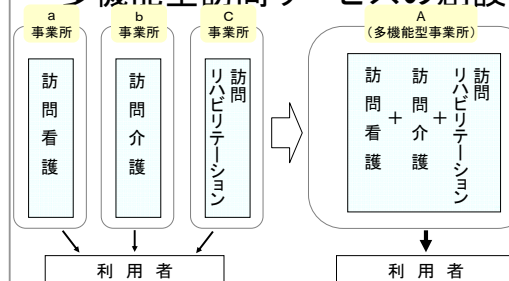 多機能型訪問サービスの創設
a
事業所
b
事業所
C
事業所
A
(多機能型事業所)
訪問看護
訪問介護
訪問
リハビリテーション
訪問看護
+
訪問介護
+
訪問
リハビリテーション
利用者
利用者